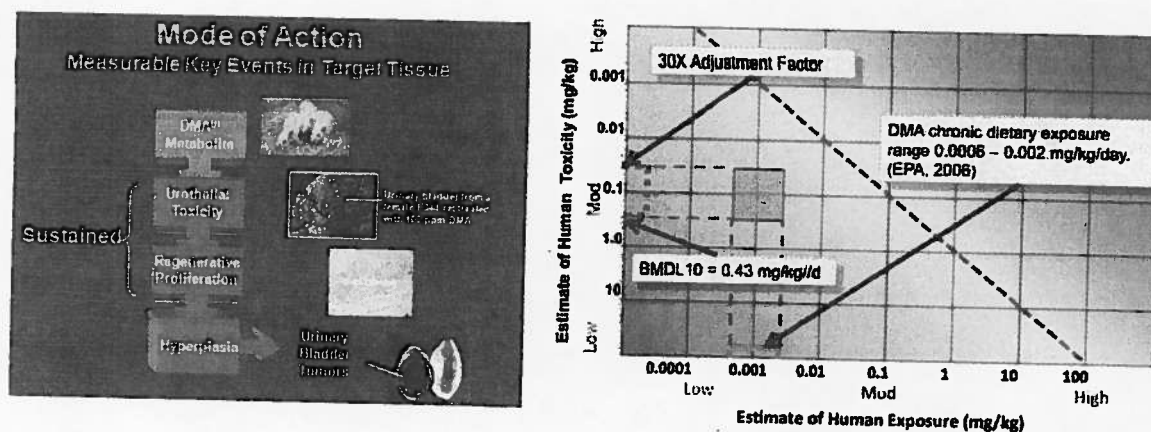 Mode of Action
Measurable Key Events in Target Tissue
Metabolite
Urothelial
Toxicity
Sustained
Regenerative
Proliferation
Hyperplasia
Urinary bladder from a
with DMA
Urinary
Bladder
Tumors
Estimate of Human Toxicity (mg/kg)
High
0.001
0.01
0.1
Mod
1.0
10
Low
30X Adjustment Factor
DMA chronic dietary exposure
range 0.0006 – 0.002 mg/kg/day.
(EPA, 2006)
BMDL10 = 0.43 mg/kg//d
0.0001 0.001 0.01 0.1 1 10 100
Low Mod High
Estimate of Human Exposure (mg/kg)